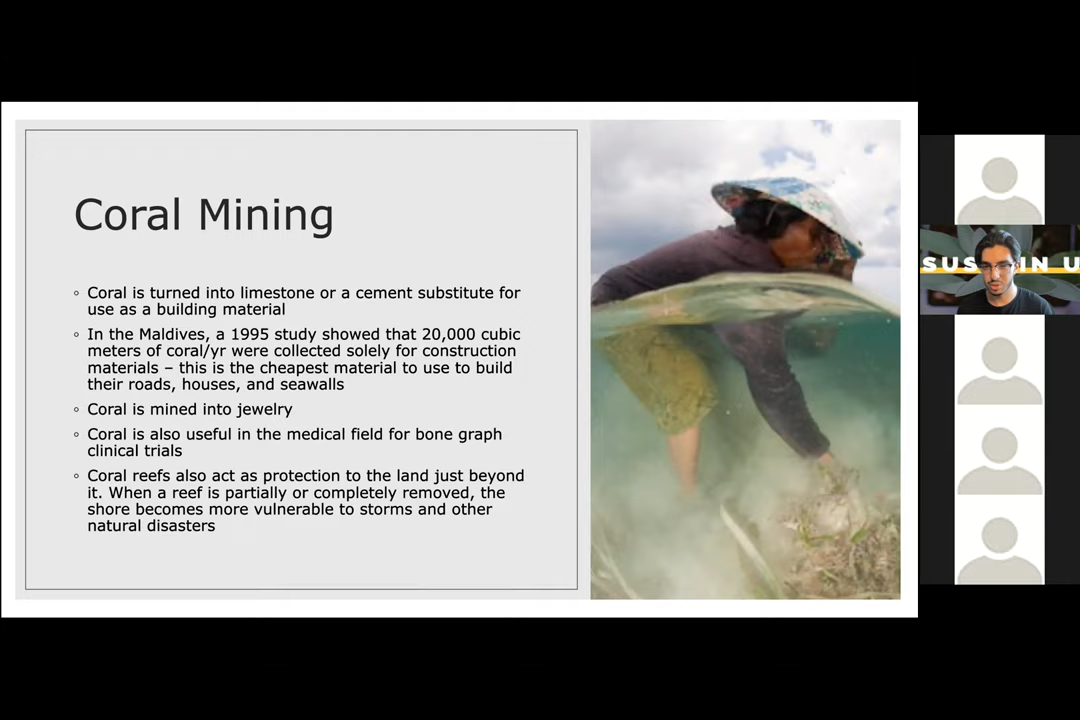 Coral Mining
◦ Coral is turned into limestone or a cement substitute for
use as a building material
◦ In the Maldives, a 1995 study showed that 20,000 cubic
meters of coral/yr were collected solely for construction
materials – this is the cheapest material to use to build
their roads, houses, and seawalls
◦ Coral is mined into jewelry
◦ Coral is also useful in the medical field for bone graph
clinical trials
◦ Coral reefs also act as protection to the land just beyond
it. When a reef is partially or completely removed, the
shore becomes more vulnerable to storms and other
natural disasters